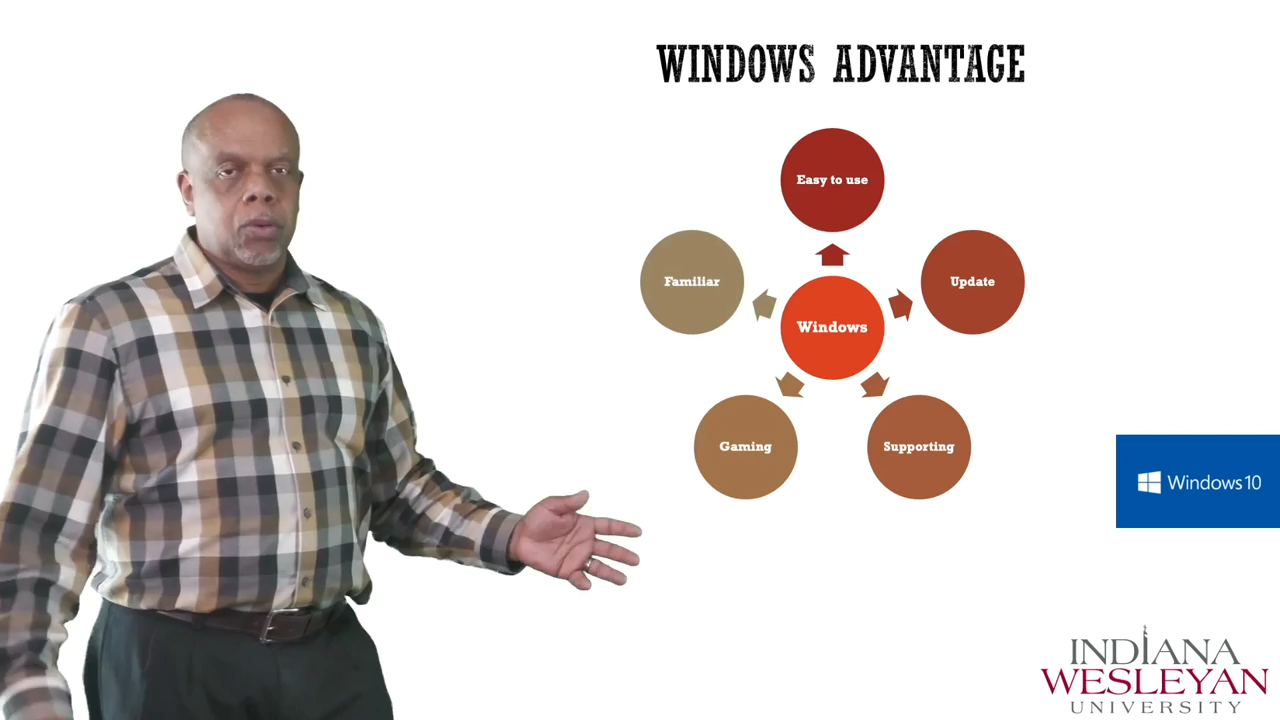 WINDOWS ADVANTAGE
Easy to use
Familiar
Update
Windows
Gaming
Supporting
Windows 10
INDIANA
WESLEYAN
UNIVERSITY